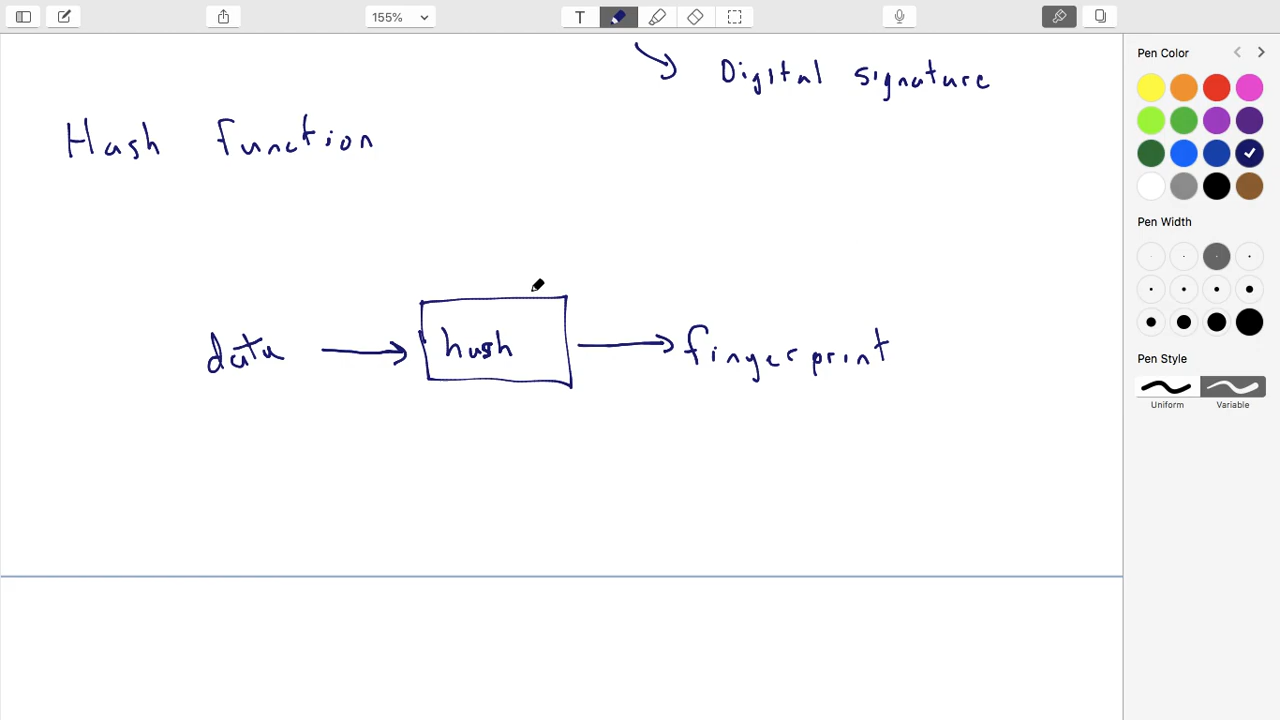 155%
T
Digital signature
Pen Color
Hash function
Pen Width
data → hash → fingerprint
Pen Style
Uniform Variable